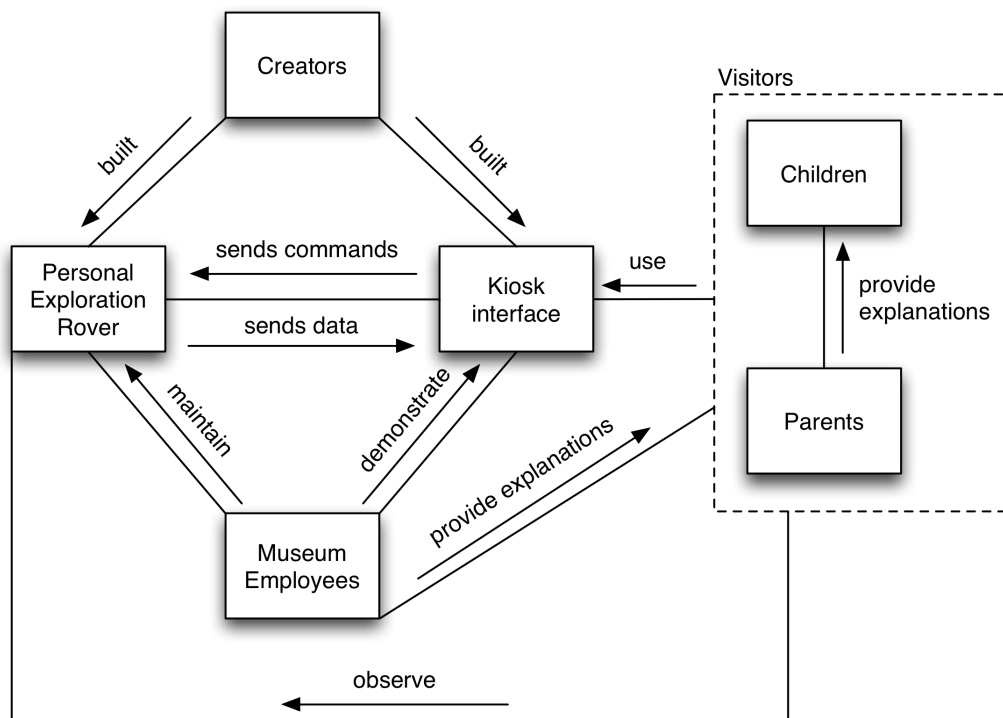 Creators
Visitors
built
built
Children
sends commands
use
Personal
Exploration
Rover
Kiosk
interface
provide
explanations
sends data
maintain
demonstrate
Parents
provide explanations
Museum
Employees
observe